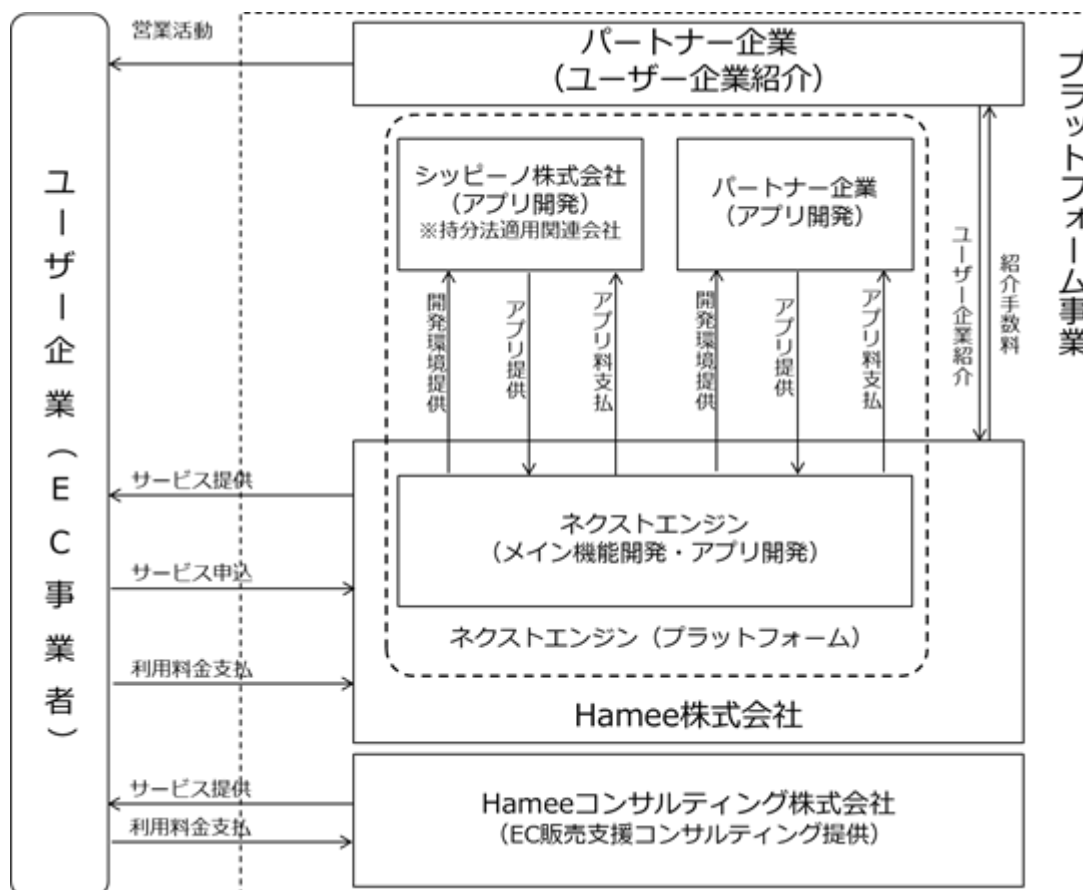 営業活動
パートナー企業
（ユーザー企業紹介）
プラットフォーム事業
シッピーノ株式会社
（アプリ開発）
※持分法適用関連会社
パートナー企業
（アプリ開発）
ユーザー企業（EC事業者）
開発環境提供
アプリ提供
アプリ料支払
開発環境提供
アプリ提供
アプリ料支払
ユーザー企業紹介
紹介手数料
サービス提供
ネクストエンジン
（メイン機能開発・アプリ開発）
サービス申込
ネクストエンジン（プラットフォーム）
利用料金支払
Hamee株式会社
サービス提供
Hameeコンサルティング株式会社
（EC販売支援コンサルティング提供）
利用料金支払